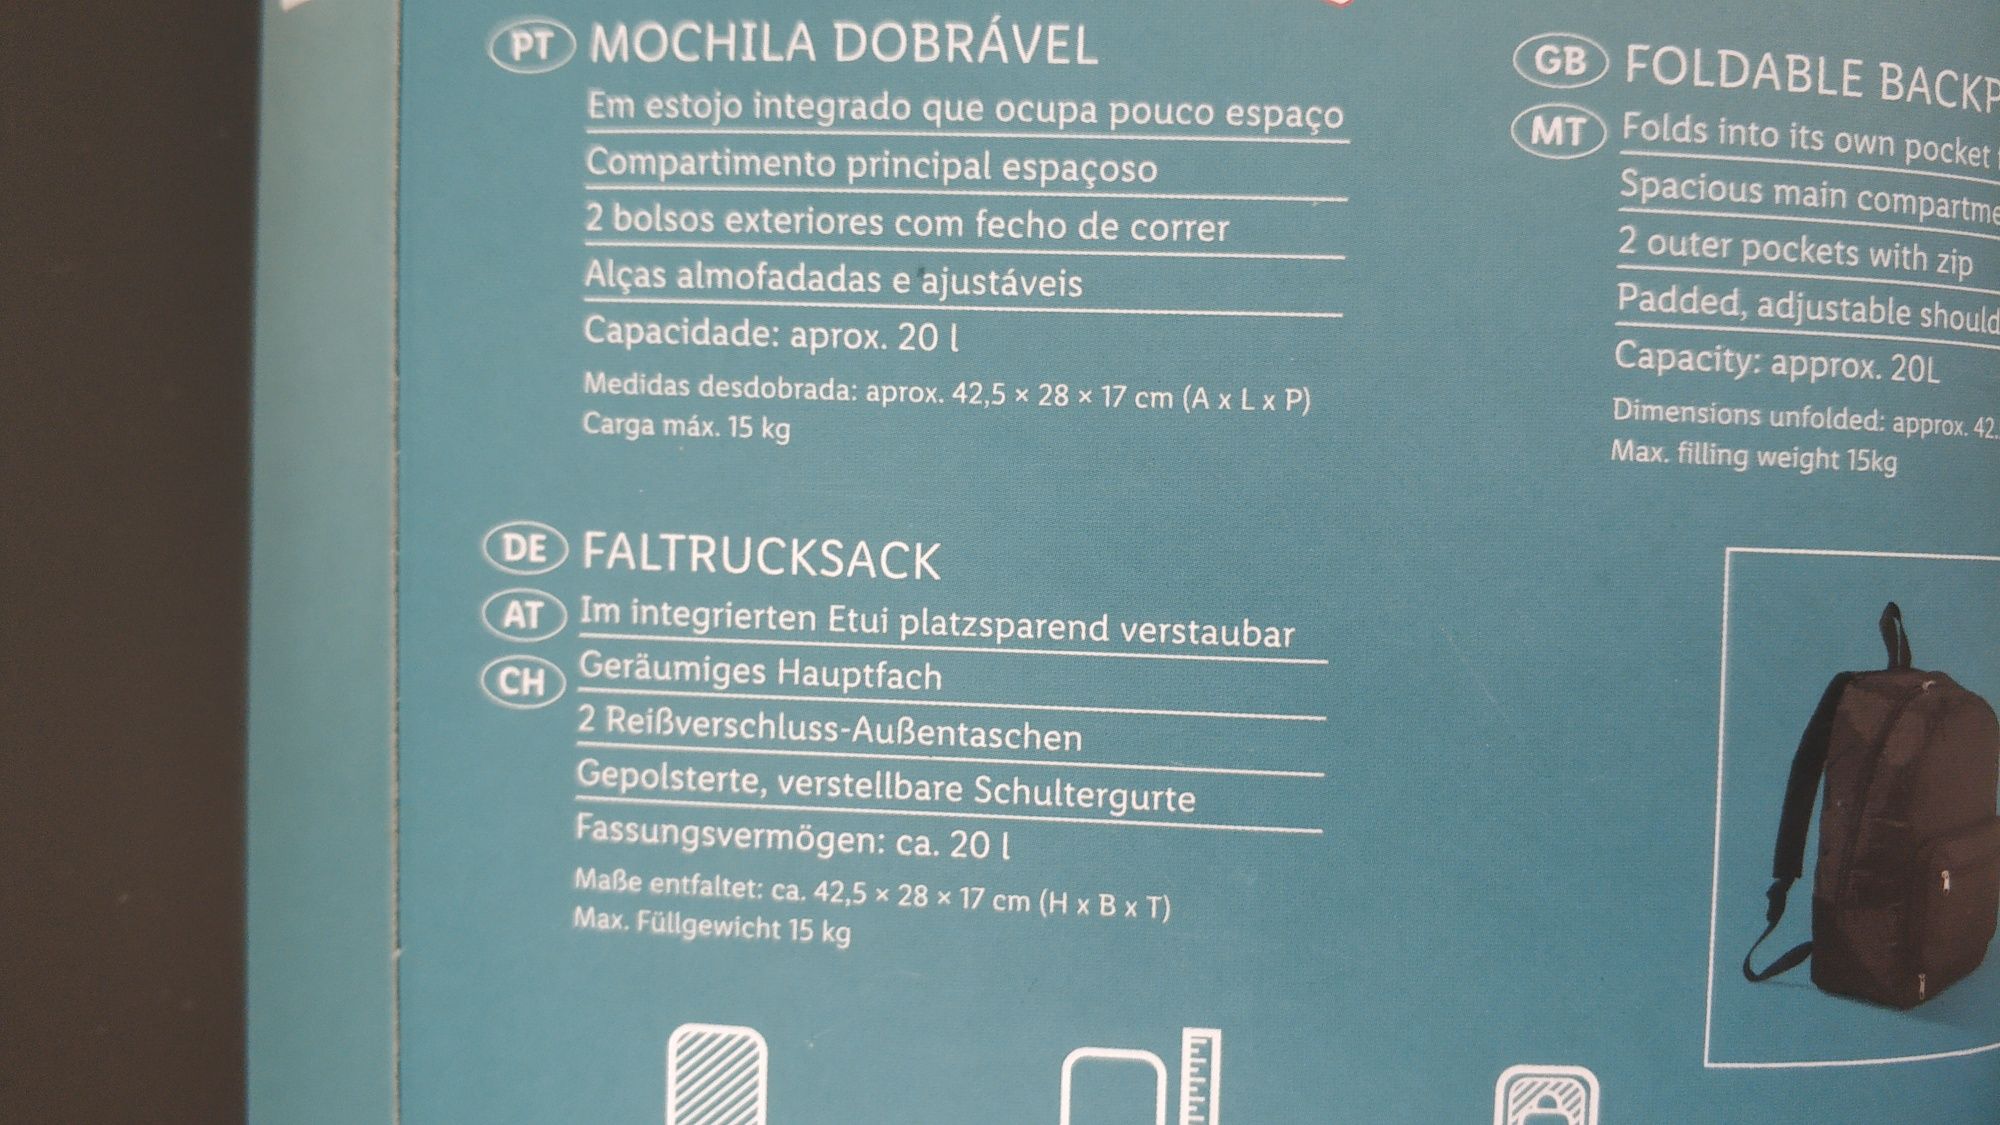 PT MOCHILA DOBRÁVEL
Em estojo integrado que ocupa pouco espaço
Compartimento principal espaçoso
2 bolsos exteriores com fecho de correr
Alças almofadadas e ajustáveis
Capacidade: aprox. 20 l
Medidas desdobrada: aprox. 42,5 × 28 × 17 cm (A x L x P)
Carga máx. 15 kg
DE FALTRUCKSACK
AT Im integrierten Etui platzsparend verstaubar
CH Geräumiges Hauptfach
2 Reißverschluss-Außentaschen
Gepolsterte, verstellbare Schultergurte
Fassungsvermögen: ca. 20 l
Maße entfaltet: ca. 42,5 × 28 × 17 cm (H x B x T)
Max. Füllgewicht 15 kg
GB FOLDABLE
MT Folds into its own pocket
Spacious main
2 outer pockets with zip
Padded, adjustable
Capacity: approx. 20L
Dimensions unfolded: approx. 42.
Max. filling weight 15kg